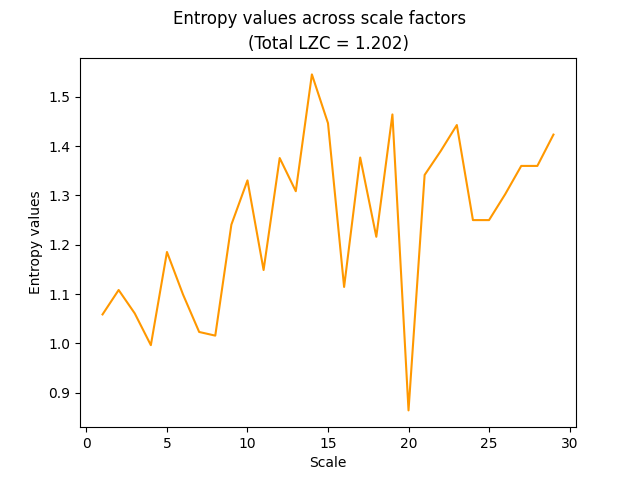 Entropy values across scale factors
(Total LZC = 1.202)
1.5
1.4
1.3
1.2
1.1
1.0
0.9
Entropy values
0 5 10 15 20 25 30
Scale